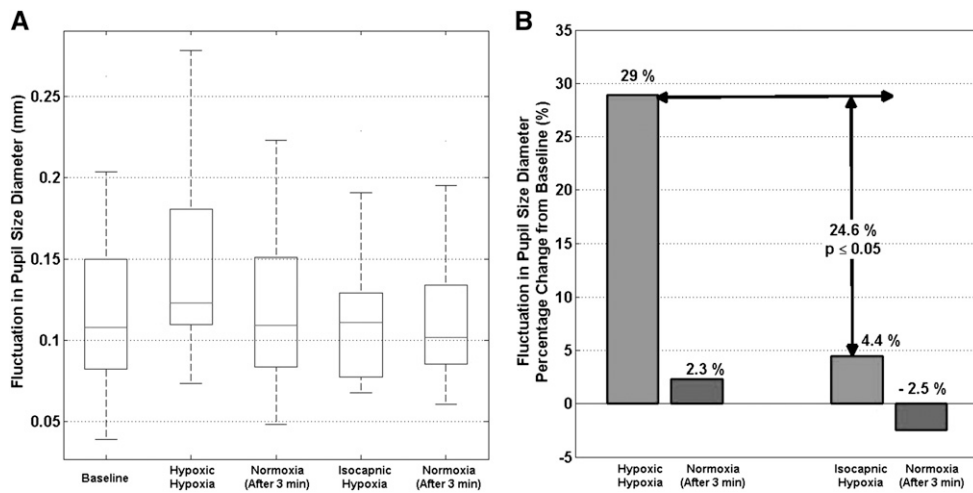 A
Fluctuation in Pupil Size Diameter (mm)
0.25
0.2
0.15
0.1
0.05
Baseline
Hypoxic
Hypoxia
Normoxia
(After 3 min)
Isocapnic
Hypoxia
Normoxia
(After 3 min)
B
Fluctuation in Pupil Size Diameter
Percentage Change from Baseline (%)
35
30
25
20
15
10
5
0
-5
29 %
2.3 %
24.6 %
p ≤ 0.05
4.4 %
- 2.5 %
Hypoxic
Hypoxia
Normoxia
(After 3 min)
Isocapnic
Hypoxia
Normoxia
(After 3 min)